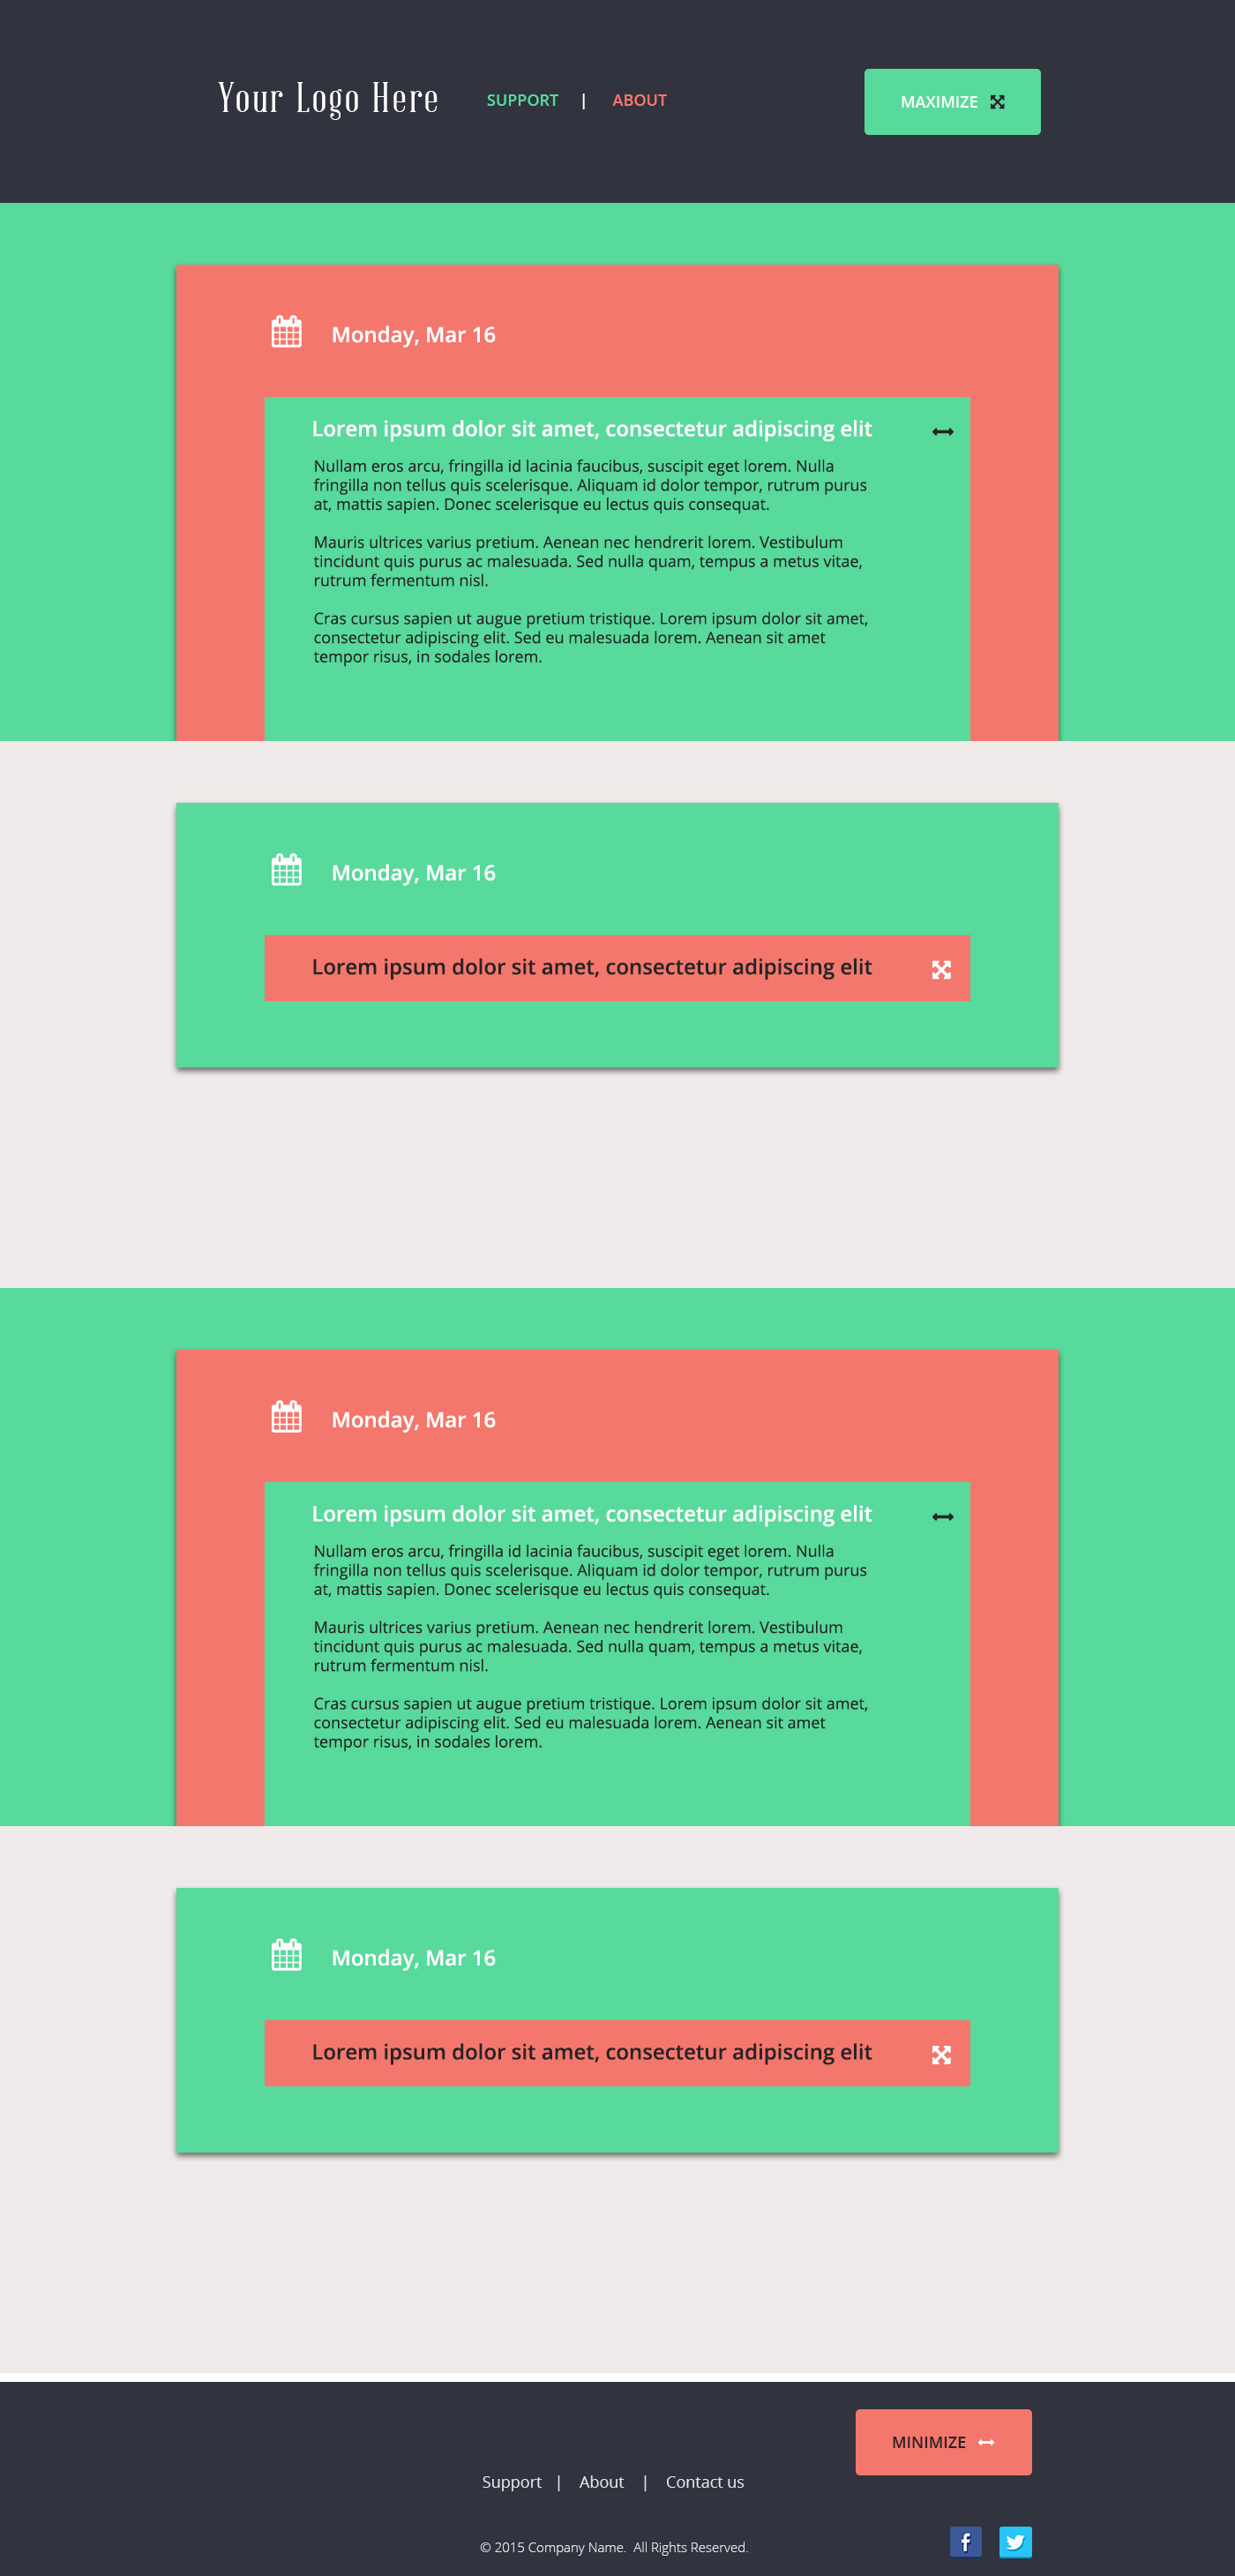 Your Logo Here
SUPPORT | ABOUT
MAXIMIZE
Monday, Mar 16
Lorem ipsum dolor sit amet, consectetur adipiscing elit
Nullam eros arcu, fringilla id lacinia faucibus, suscipit eget lorem. Nulla
fringilla non tellus quis scelerisque. Aliquam id dolor tempor, rutrum purus
at, mattis sapien. Donec scelerisque eu lectus quis consequat.
Mauris ultrices varius pretium. Aenean nec hendrerit lorem. Vestibulum
tincidunt quis purus ac malesuada. Sed nulla quam, tempus a metus vitae,
rutrum fermentum nisl.
Cras cursus sapien ut augue pretium tristique. Lorem ipsum dolor sit amet,
consectetur adipiscing elit. Sed eu malesuada lorem. Aenean sit amet
tempor risus, in sodales lorem.
Monday, Mar 16
Lorem ipsum dolor sit amet, consectetur adipiscing elit
Monday, Mar 16
Lorem ipsum dolor sit amet, consectetur adipiscing elit
Nullam eros arcu, fringilla id lacinia faucibus, suscipit eget lorem. Nulla
fringilla non tellus quis scelerisque. Aliquam id dolor tempor, rutrum purus
at, mattis sapien. Donec scelerisque eu lectus quis consequat.
Mauris ultrices varius pretium. Aenean nec hendrerit lorem. Vestibulum
tincidunt quis purus ac malesuada. Sed nulla quam, tempus a metus vitae,
rutrum fermentum nisl.
Cras cursus sapien ut augue pretium tristique. Lorem ipsum dolor sit amet,
consectetur adipiscing elit. Sed eu malesuada lorem. Aenean sit amet
tempor risus, in sodales lorem.
Monday, Mar 16
Lorem ipsum dolor sit amet, consectetur adipiscing elit
MINIMIZE
Support | About | Contact us
© 2015 Company Name. All Rights Reserved.